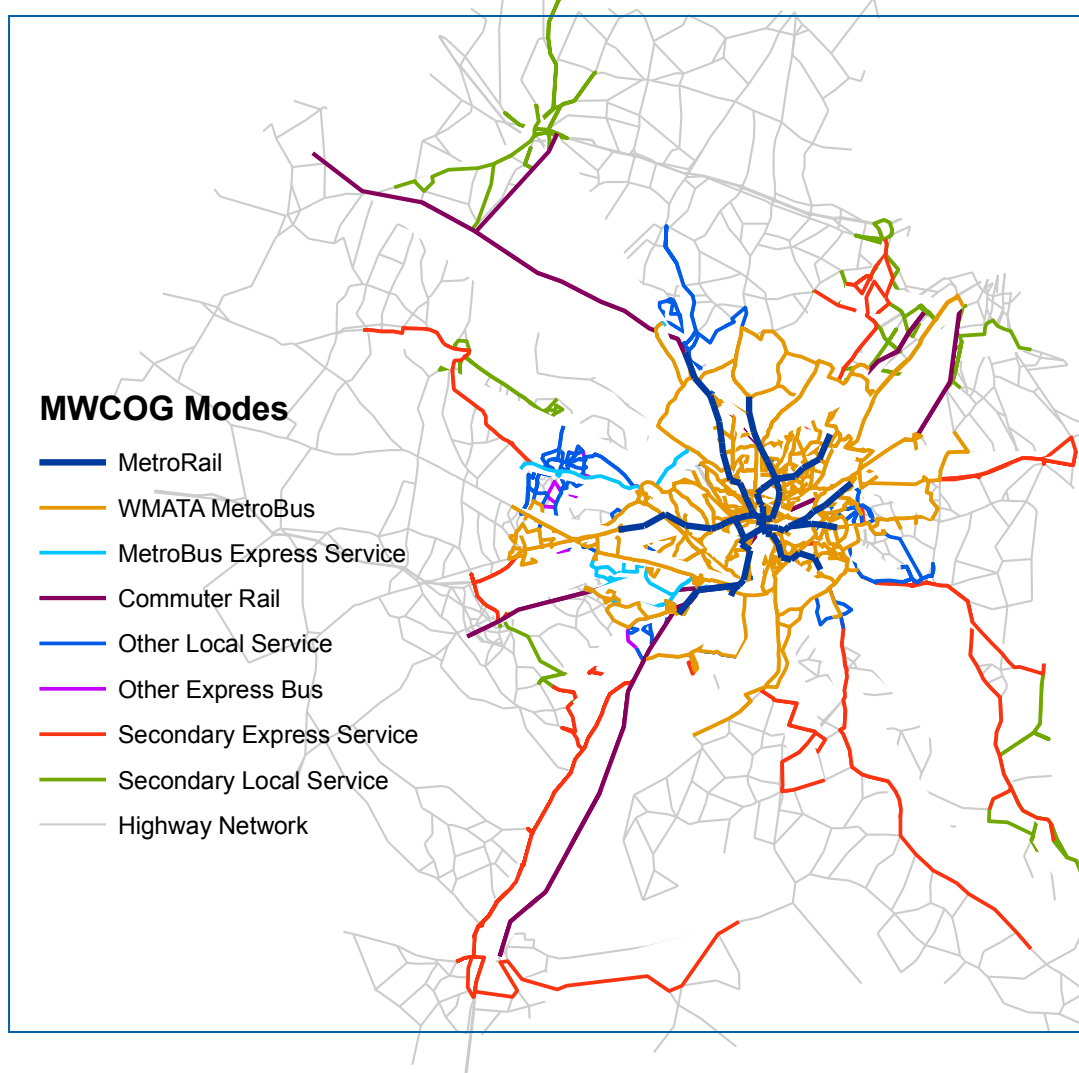 MWCOG Modes
MetroRail
WMATA MetroBus
MetroBus Express Service
Commuter Rail
Other Local Service
Other Express Bus
Secondary Express Service
Secondary Local Service
Highway Network